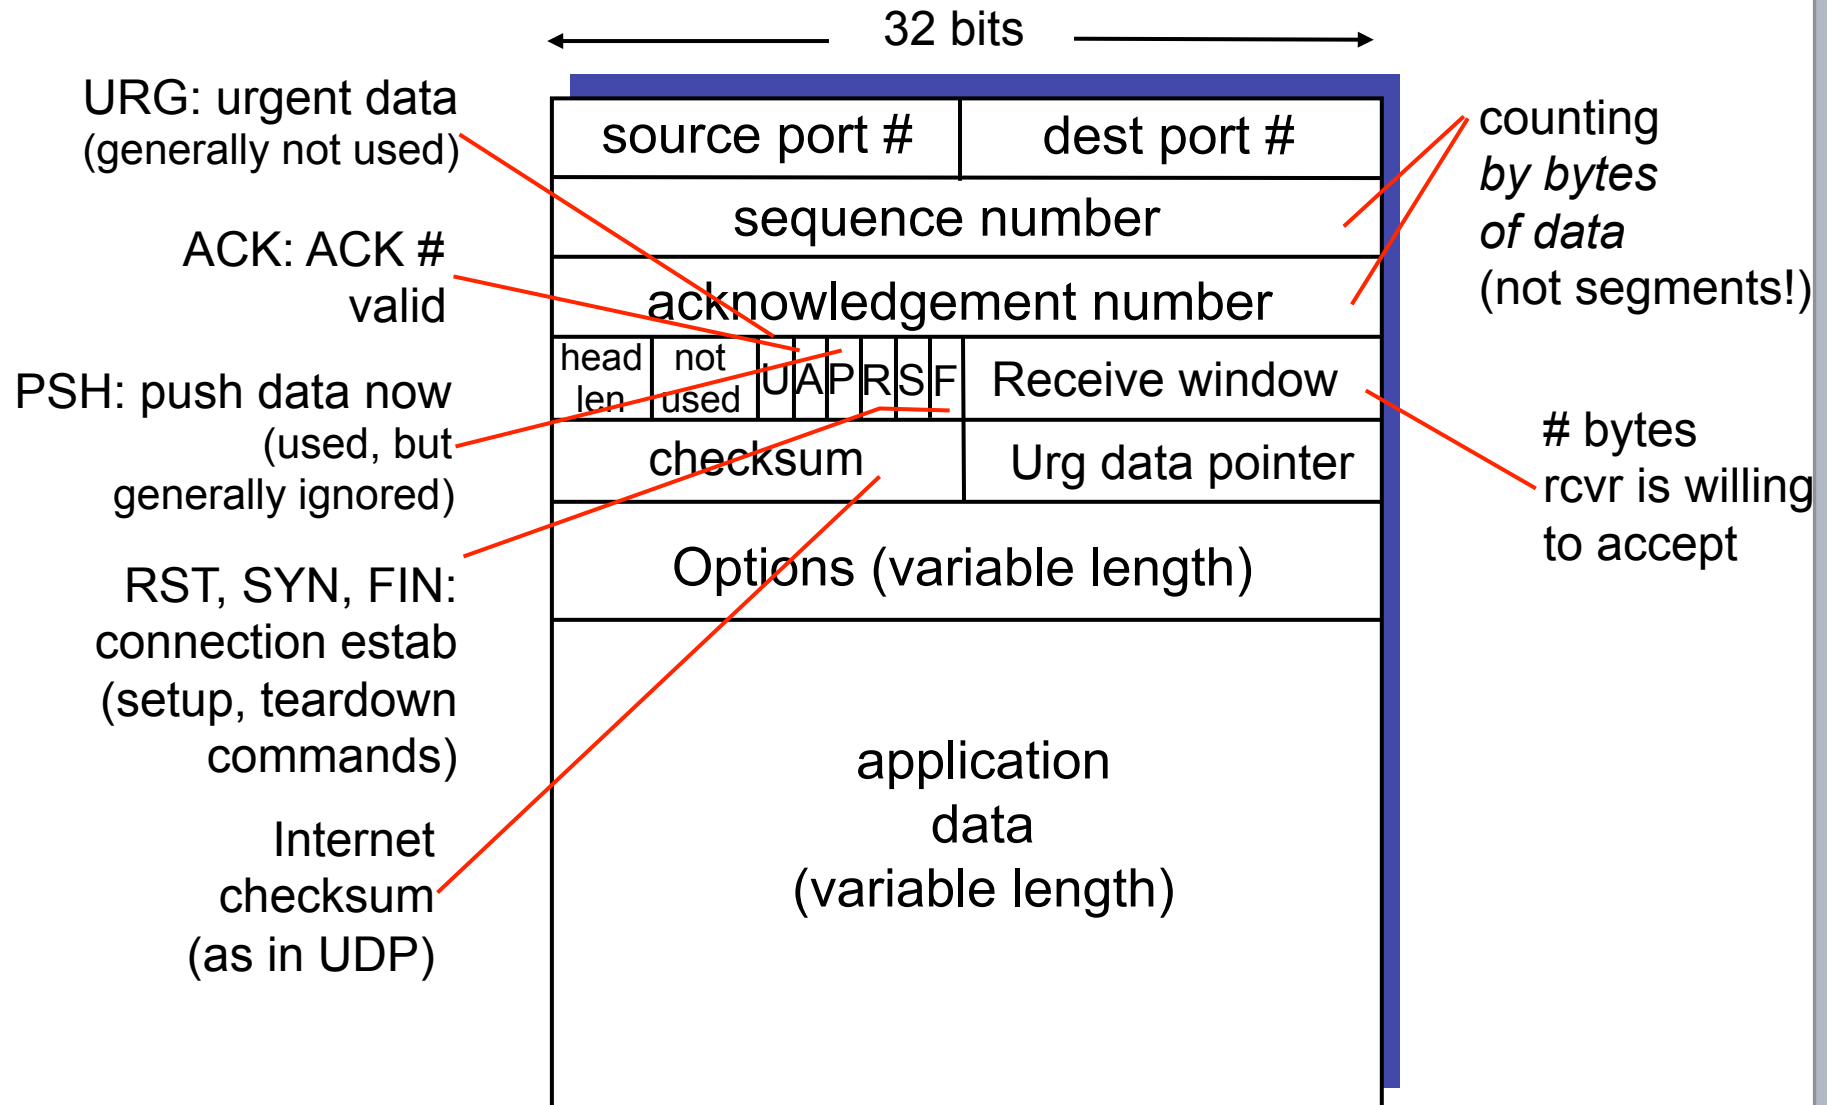 32 bits
URG: urgent data
(generally not used)
ACK: ACK #
valid
PSH: push data now
(used, but
generally ignored)
RST, SYN, FIN:
connection estab
(setup, teardown
commands)
Internet
checksum
(as in UDP)
source port #
dest port #
sequence number
acknowledgement number
head
len
not
used
U
A
P
R
S
F
Receive window
checksum
Urg data pointer
Options (variable length)
application
data
(variable length)
counting
by bytes
of data
(not segments!)
# bytes
rcvr is willing
to accept